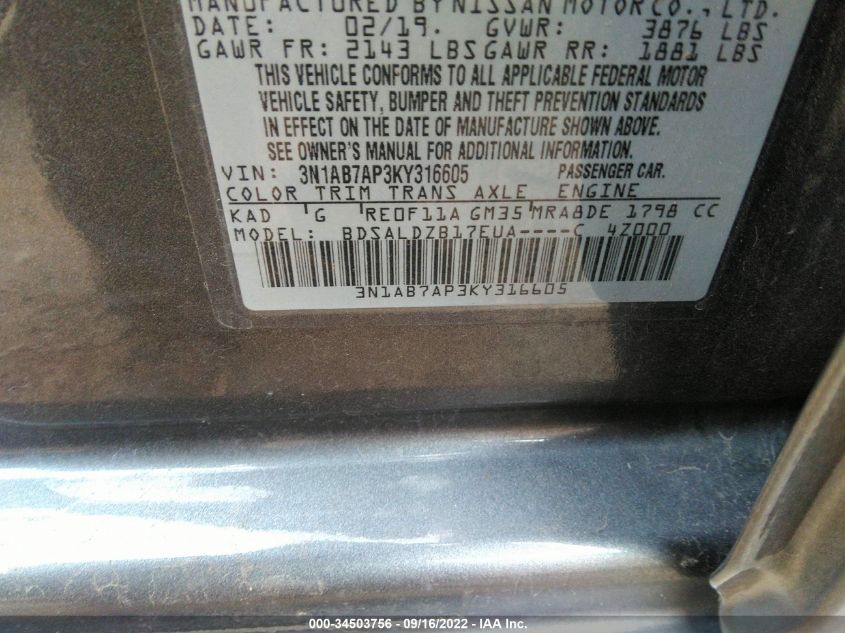 MANUFACTURED BY NISSAN MOTOR CO., LTD.
DATE: 02/19. GVWR: 3876 LBS
GAWR FR: 2143 LBS GAWR RR: 1881 LBS
THIS VEHICLE CONFORMS TO ALL APPLICABLE FEDERAL MOTOR
VEHICLE SAFETY, BUMPER AND THEFT PREVENTION STANDARDS
IN EFFECT ON THE DATE OF MANUFACTURE SHOWN ABOVE.
SEE OWNER'S MANUAL FOR ADDITIONAL INFORMATION.
VIN: 3N1AB7AP3KY316605 PASSENGER CAR.
COLOR TRIM TRANS AXLE ENGINE
KAD G RE0F11A GM35 MRA8DE 1798 CC
MODEL: BDSALDZB17EUA----C 4Z000
3N1AB7AP3KY316605
000-34503756 - 09/16/2022 - IAA Inc.